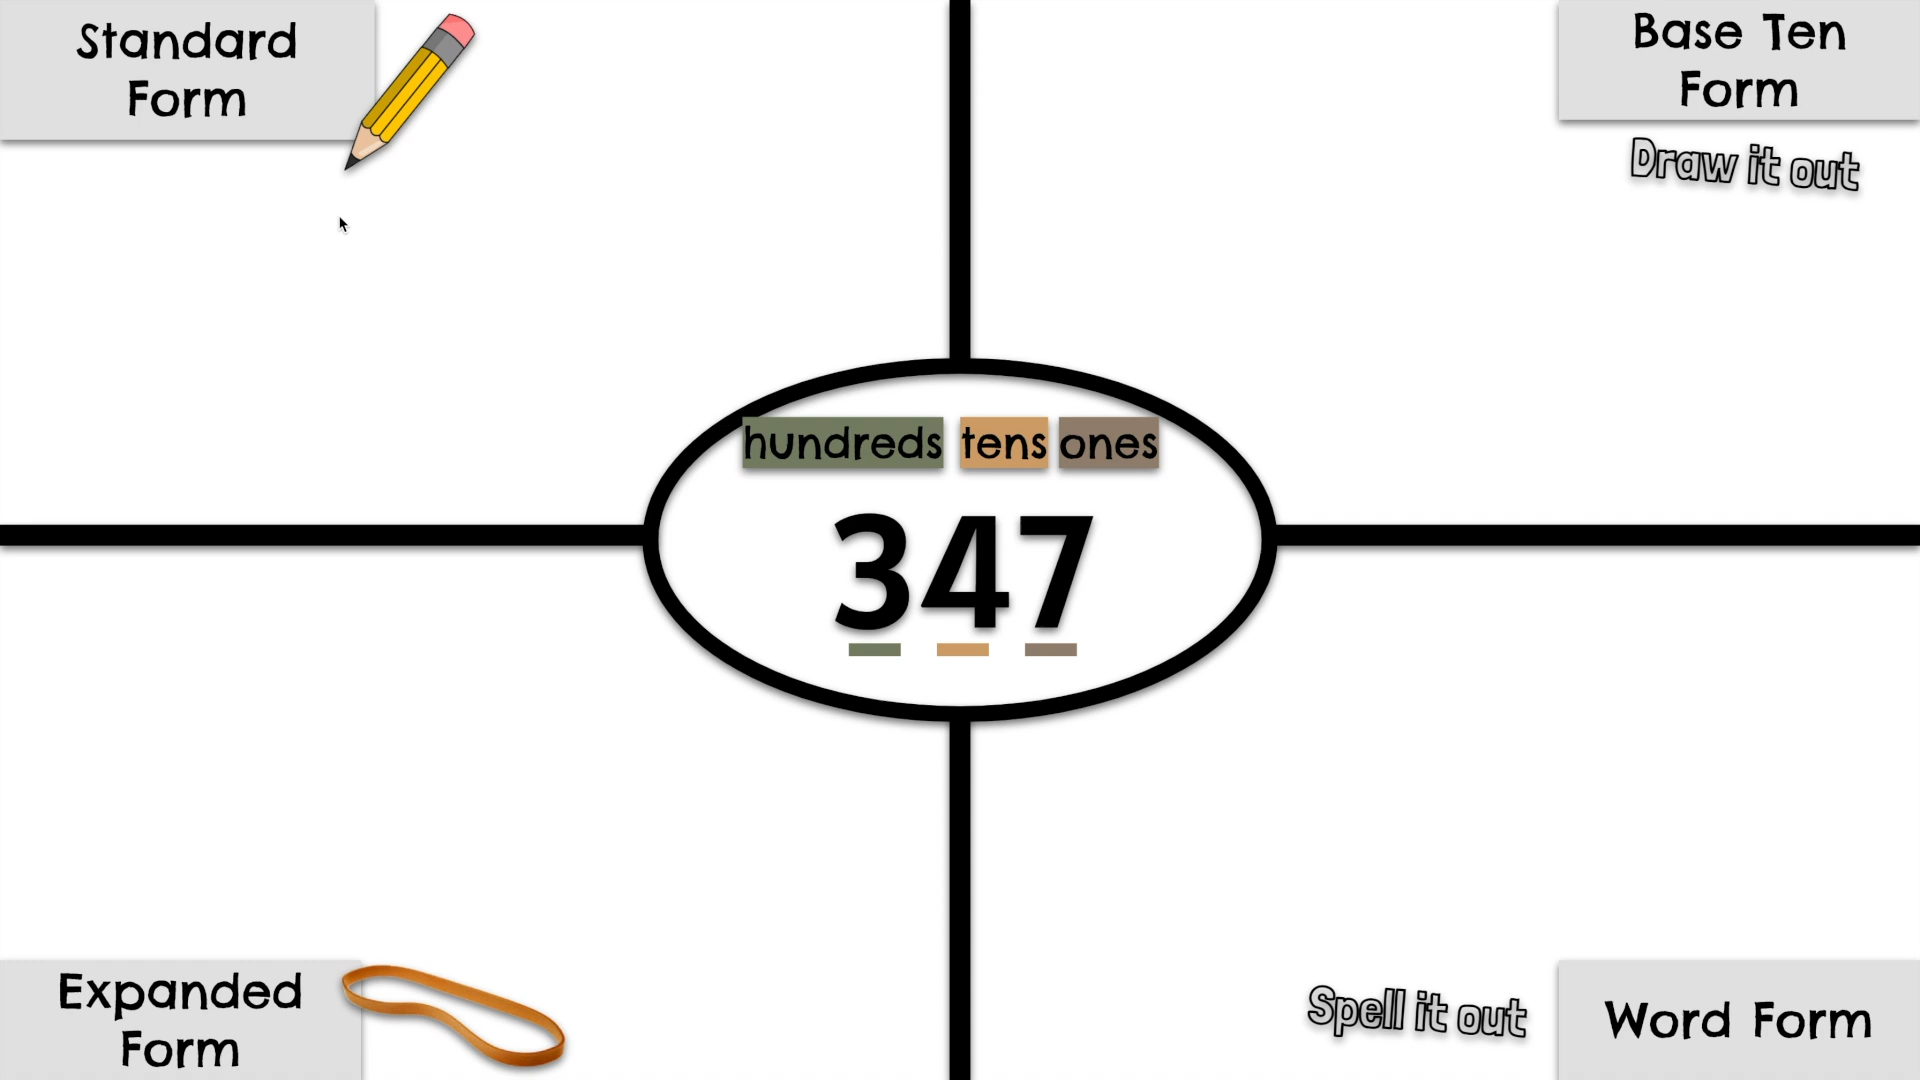 Standard
Form
Base Ten
Form
Draw it out
hundreds tens ones
347
Expanded
Form
Spell it out
Word Form